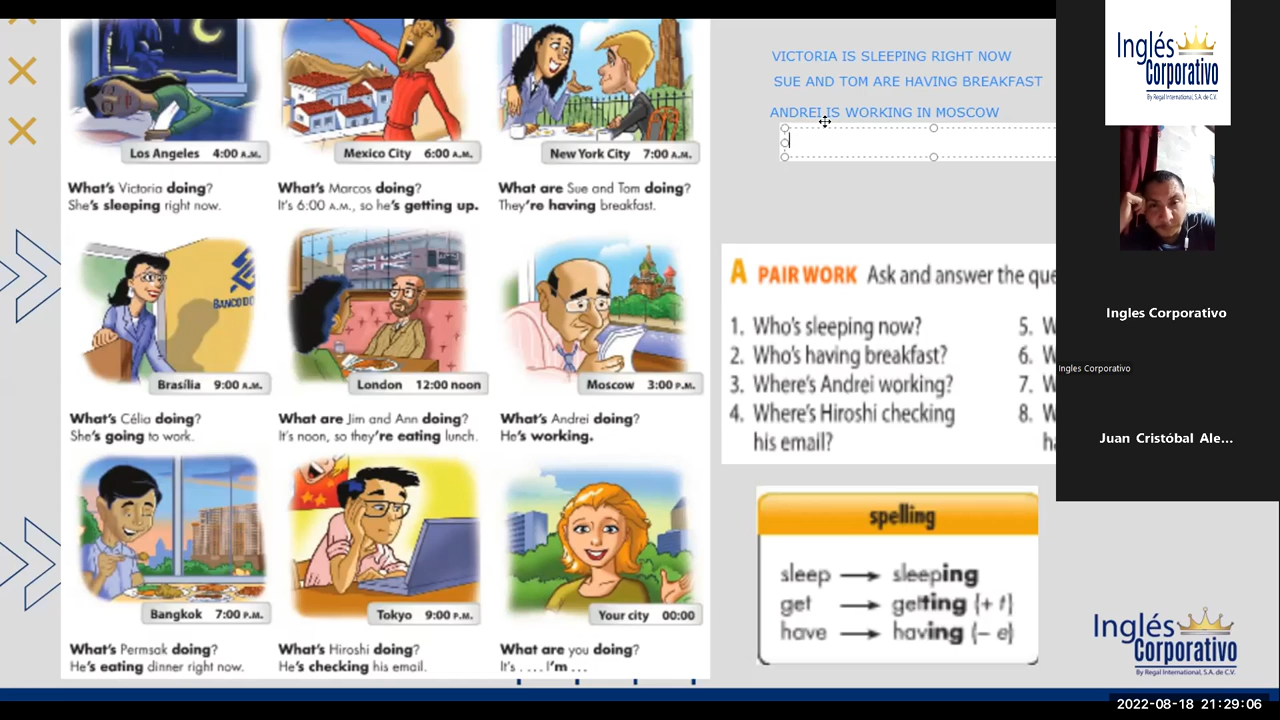 Los Angeles 4:00 A.M.
What's Victoria doing?
She's sleeping right now.
Mexico City 6:00 A.M.
What's Marcos doing?
It's 6:00 A.M., so he's getting up.
New York City 7:00 A.M.
What are Sue and Tom doing?
They're having breakfast.
BANCO DO
Brasília 9:00 A.M.
What's Célia doing?
She's going to work.
London 12:00 noon
What are Jim and Ann doing?
It's noon, so they're eating lunch.
Moscow 3:00 P.M.
What's Andrei doing?
He's working.
Bangkok 7:00 P.M.
What's Permsak doing?
He's eating dinner right now.
Tokyo 9:00 P.M.
What's Hiroshi doing?
He's checking his email.
Your city 00:00
What are you doing?
It's . . . . I'm . . .
VICTORIA IS SLEEPING RIGHT NOW
SUE AND TOM ARE HAVING BREAKFAST
ANDREI IS WORKING IN MOSCOW
A PAIR WORK Ask and answer the que
1. Who's sleeping now?
2. Who's having breakfast?
3. Where's Andrei working?
4. Where's Hiroshi checking
his email?
5. W
6. W
7. W
8. W
ha
spelling
sleep → sleeping
get → getting (+ t)
have → having (– e)
Inglés
Corporativo
By Regal International, S.A. de C.V.
Ingles Corporativo
Ingles Corporativo
Juan Cristóbal Ale...
Inglés
Corporativo
By Regal International, S.A. de C.V.
2022-08-18 21:29:06